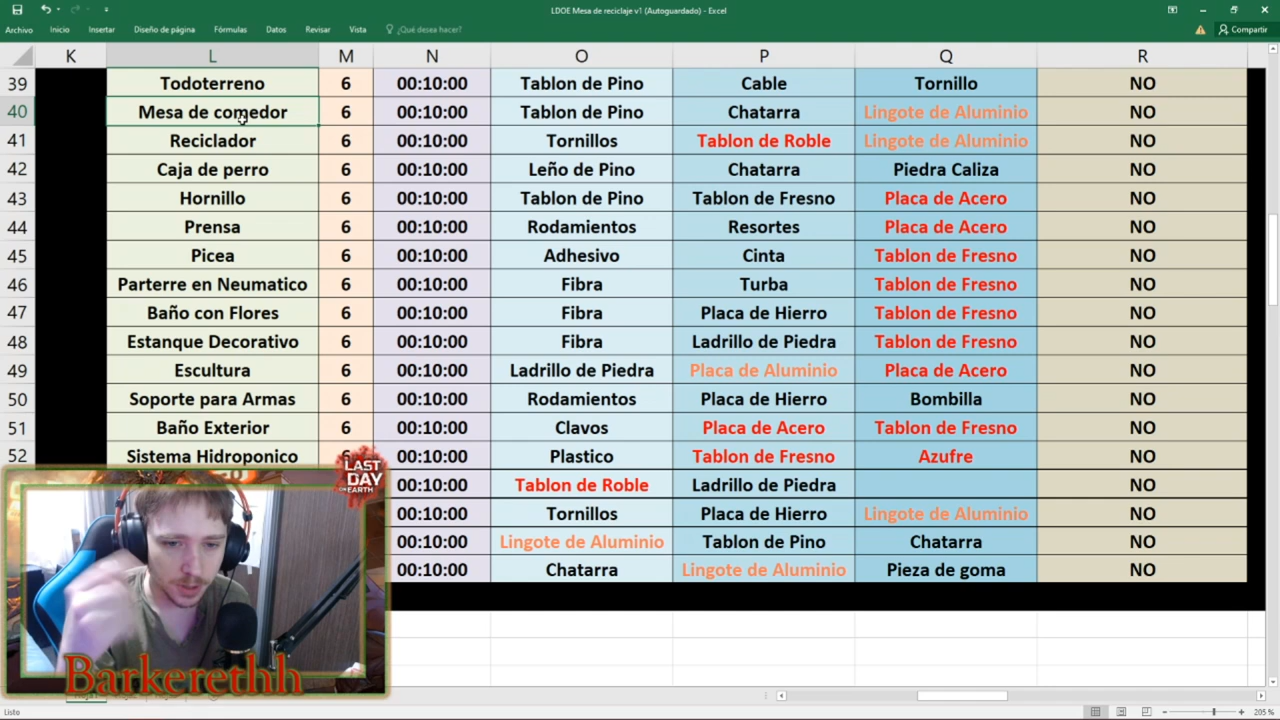 LDOE Mesa de reciclaje v1 (Autoguardado) - Excel
Archivo Inicio Insertar Diseño de página Fórmulas Datos Revisar Vista ¿Qué desea hacer? Compartir
K L M N O P Q R
39 Todoterreno 6 00:10:00 Tablon de Pino Cable Tornillo NO
40 Mesa de comedor 6 00:10:00 Tablon de Pino Chatarra Lingote de Aluminio NO
41 Reciclador 6 00:10:00 Tornillos Tablon de Roble Lingote de Aluminio NO
42 Caja de perro 6 00:10:00 Leño de Pino Chatarra Piedra Caliza NO
43 Hornillo 6 00:10:00 Tablon de Pino Tablon de Fresno Placa de Acero NO
44 Prensa 6 00:10:00 Rodamientos Resortes Placa de Acero NO
45 Picea 6 00:10:00 Adhesivo Cinta Tablon de Fresno NO
46 Parterre en Neumatico 6 00:10:00 Fibra Turba Tablon de Fresno NO
47 Baño con Flores 6 00:10:00 Fibra Placa de Hierro Tablon de Fresno NO
48 Estanque Decorativo 6 00:10:00 Fibra Ladrillo de Piedra Tablon de Fresno NO
49 Escultura 6 00:10:00 Ladrillo de Piedra Placa de Aluminio Placa de Acero NO
50 Soporte para Armas 6 00:10:00 Rodamientos Placa de Hierro Bombilla NO
51 Baño Exterior 6 00:10:00 Clavos Placa de Acero Tablon de Fresno NO
52 Sistema Hidroponico 00:10:00 Plastico Tablon de Fresno Azufre NO
00:10:00 Tablon de Roble Ladrillo de Piedra NO
00:10:00 Tornillos Placa de Hierro Lingote de Aluminio NO
00:10:00 Lingote de Aluminio Tablon de Pino Chatarra NO
00:10:00 Chatarra Lingote de Aluminio Pieza de goma NO
LAST
DAY
ON EARTH
Barkerethh
Listo
205 %